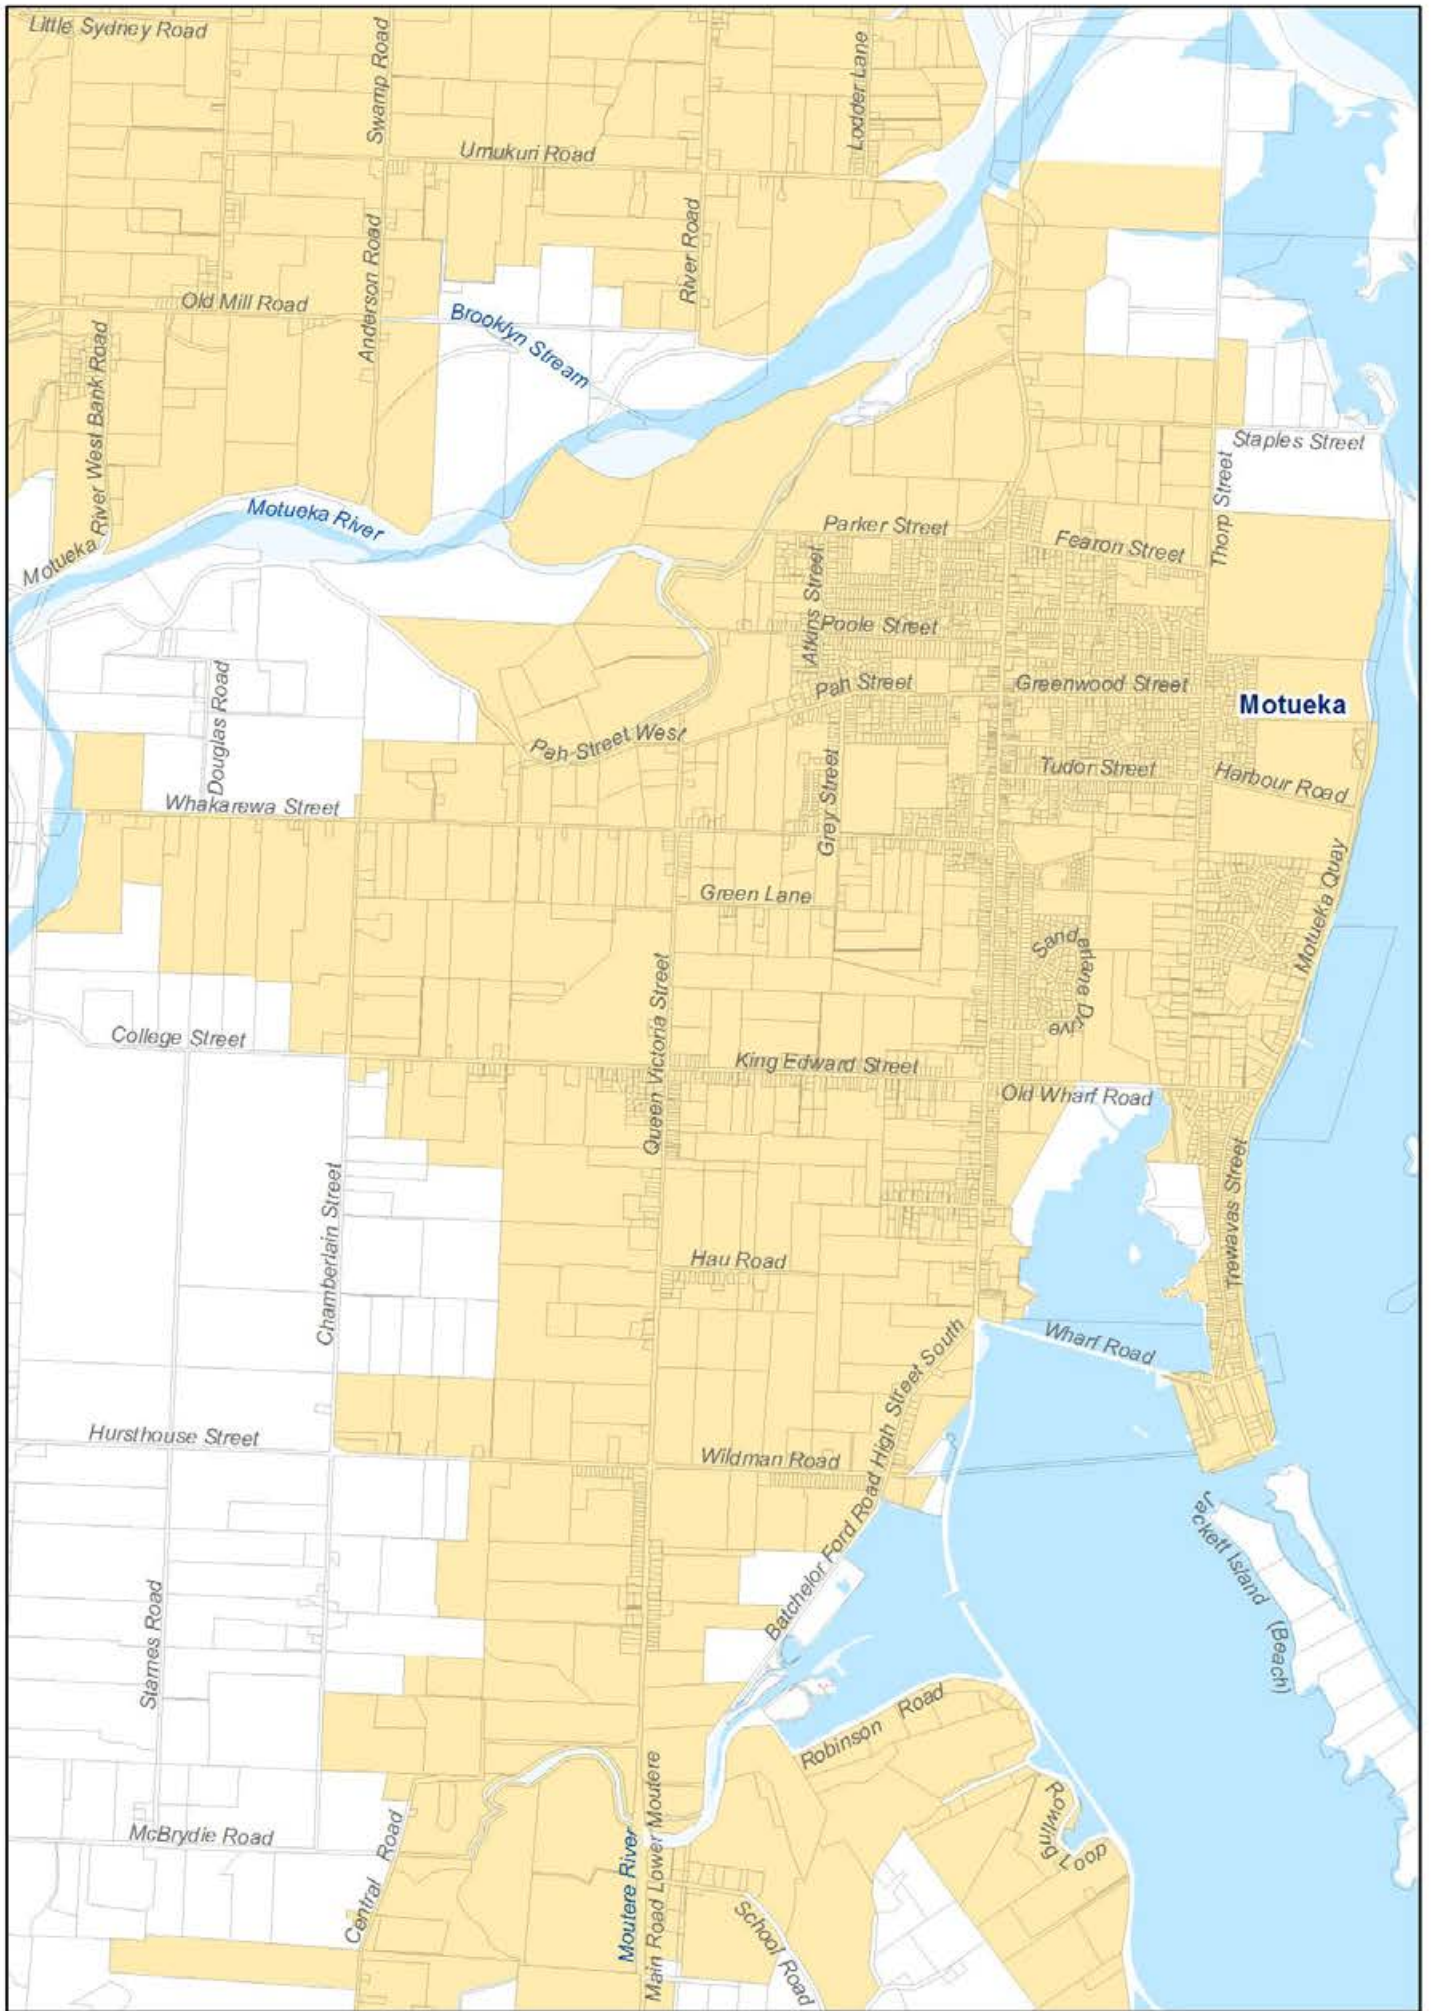 Little Sydney Road
Swamp Road
Lodder Lane
Umukuri Road
Anderson Road
River Road
Old Mill Road
Brooklyn Stream
Motueka River West Bank Road
Staples Street
Thorp Street
Motueka River
Parker Street
Fearon Street
Atkins Street
Poole Street
Pah Street
Greenwood Street
Motueka
Douglas Road
Pah Street West
Tudor Street
Harbour Road
Whakarewa Street
Grey Street
Motueka Quay
Green Lane
Sanderlane Drive
Queen Victoria Street
College Street
King Edward Street
Old Wharf Road
Chamberlain Street
Trewavas Street
Hau Road
Wharf Road
High Street South
Hursthouse Street
Wildman Road
Batchelor Ford Road
Jackett Island (Beach)
Starnes Road
Robinson Road
Rowling Loop
McBrydie Road
Central Road
Moutere River
Main Road Lower Moutere
School Road